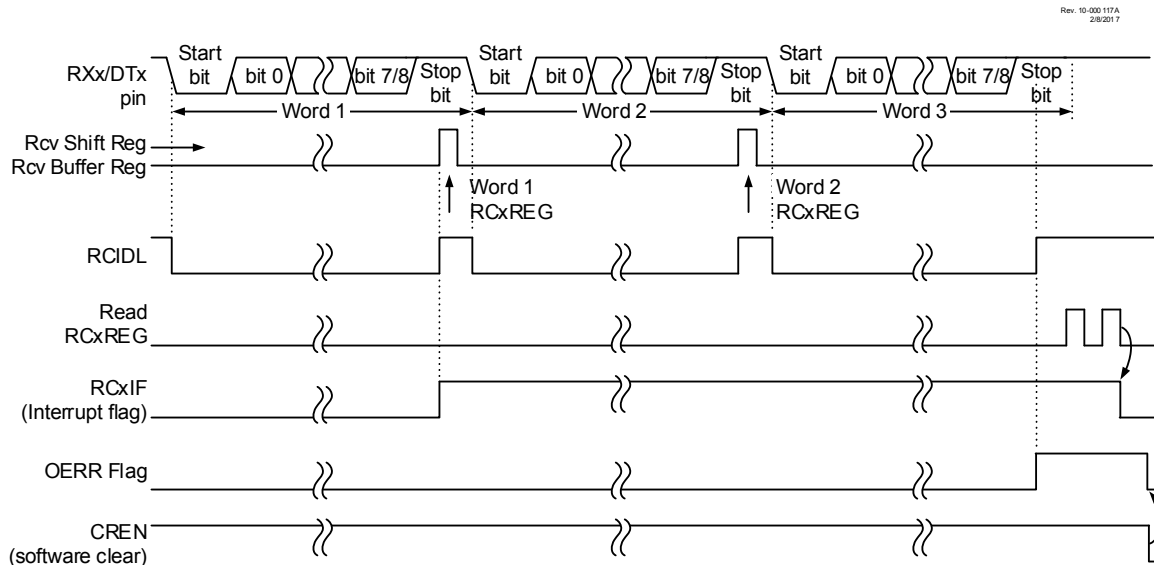 Rev. 10-000 117A
2/8/201 7
Start bit
bit 0
bit 7/8
Stop bit
Start bit
bit 0
bit 7/8
Stop bit
Start bit
bit 0
bit 7/8
Stop bit
RXx/DTx
pin
Word 1
Word 2
Word 3
Rcv Shift Reg
Rcv Buffer Reg
Word 1
RCxREG
Word 2
RCxREG
RCIDL
Read
RCxREG
RCxIF
(Interrupt flag)
OERR Flag
CREN
(software clear)